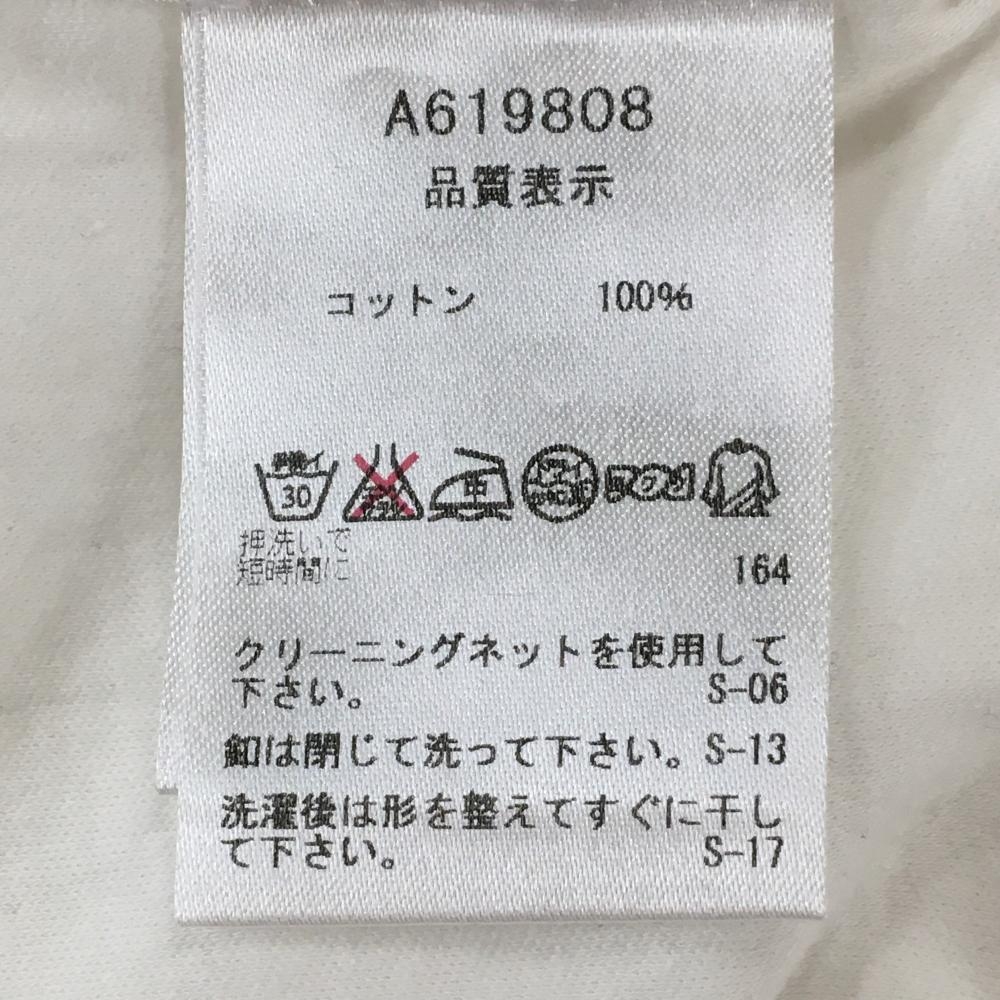 A619808
品質表示
コットン 100%
30
中
押洗いで
短時間に
164
クリーニングネットを使用して
下さい。 S-06
釦は閉じて洗って下さい。S-13
洗濯後は形を整えてすぐに干し
て下さい。 S-17